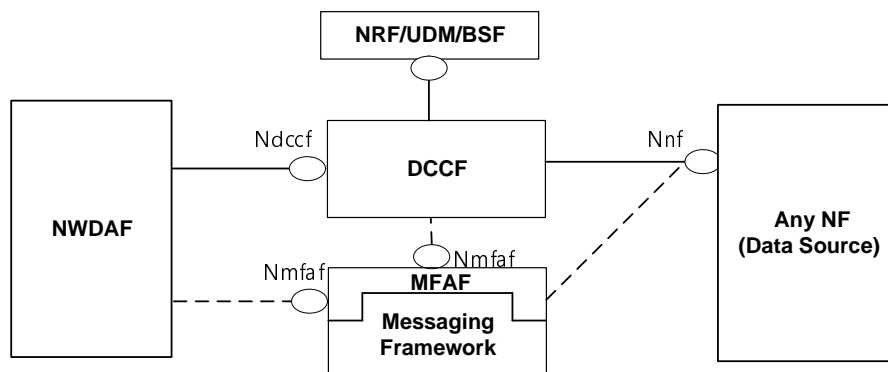 NRF/UDM/BSF
Ndccf
Nnf
DCCF
NWDAF
Any NF
(Data Source)
Nmfaf
Nmfaf
MFAF
Messaging
Framework